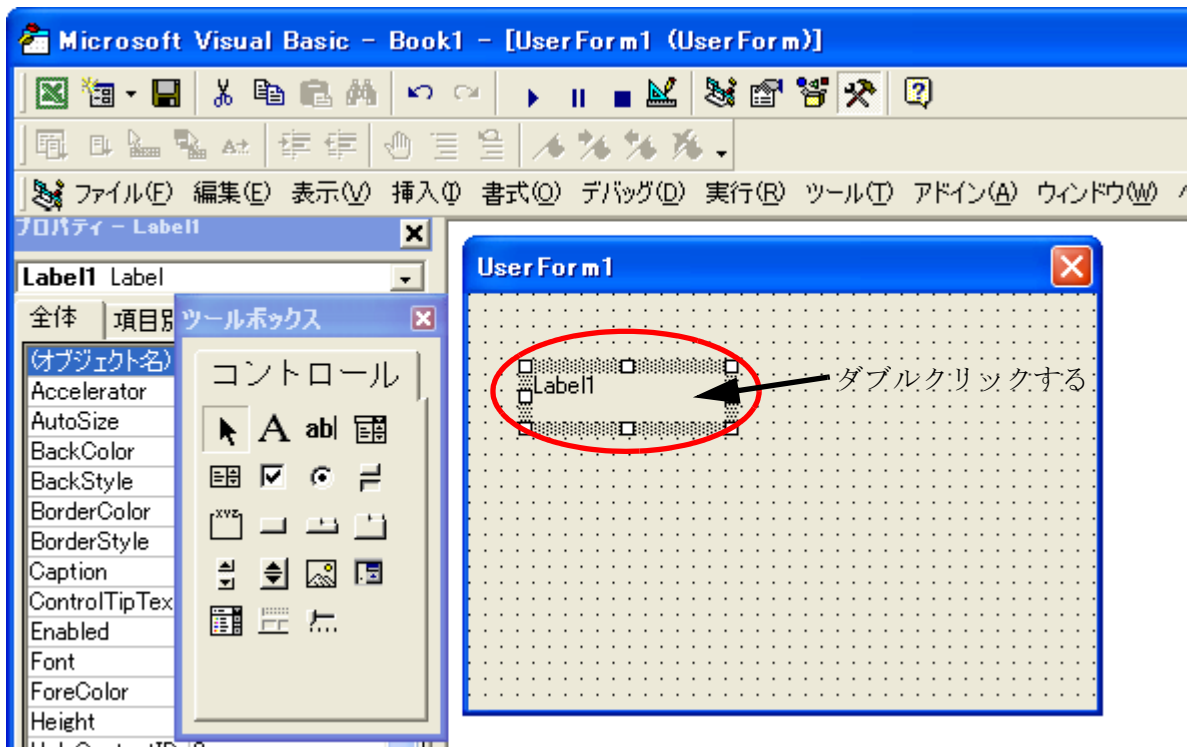 Microsoft Visual Basic - Book1 - [UserForm1 (UserForm)]
ファイル(F) 編集(E) 表示(V) 挿入(I) 書式(O) デバッグ(D) 実行(R) ツール(T) アドイン(A) ウィンドウ(W)
プロパティ - Label1
Label1 Label
全体 項目別
(オブジェクト名)
Accelerator
AutoSize
BackColor
BackStyle
BorderColor
BorderStyle
Caption
ControlTipTex
Enabled
Font
ForeColor
Height
ツールボックス
コントロール
A abl
xyz
UserForm1
Label1
ダブルクリックする